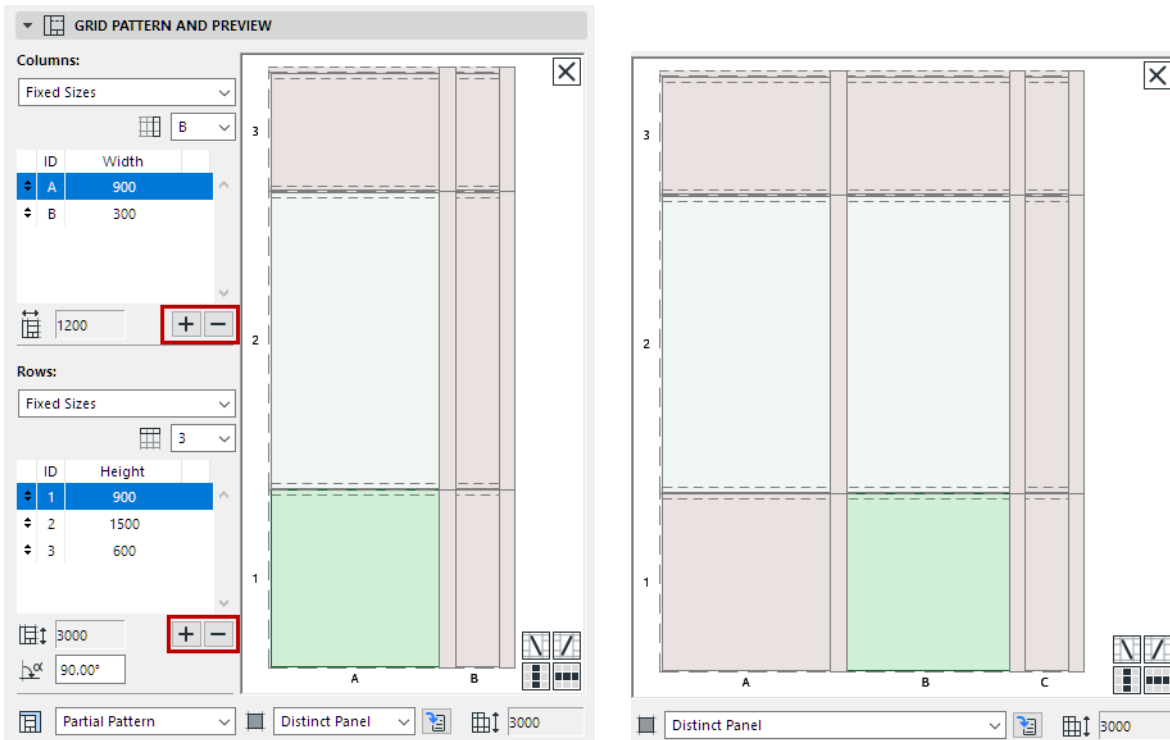 GRID PATTERN AND PREVIEW
Columns:
Fixed Sizes
B
ID Width
A 900
B 300
1200
Rows:
Fixed Sizes
3
ID Height
1 900
2 1500
3 600
3000
α
90.00°
Partial Pattern
3
2
1
A B
Distinct Panel
3000
3
2
1
A B C
Distinct Panel
3000